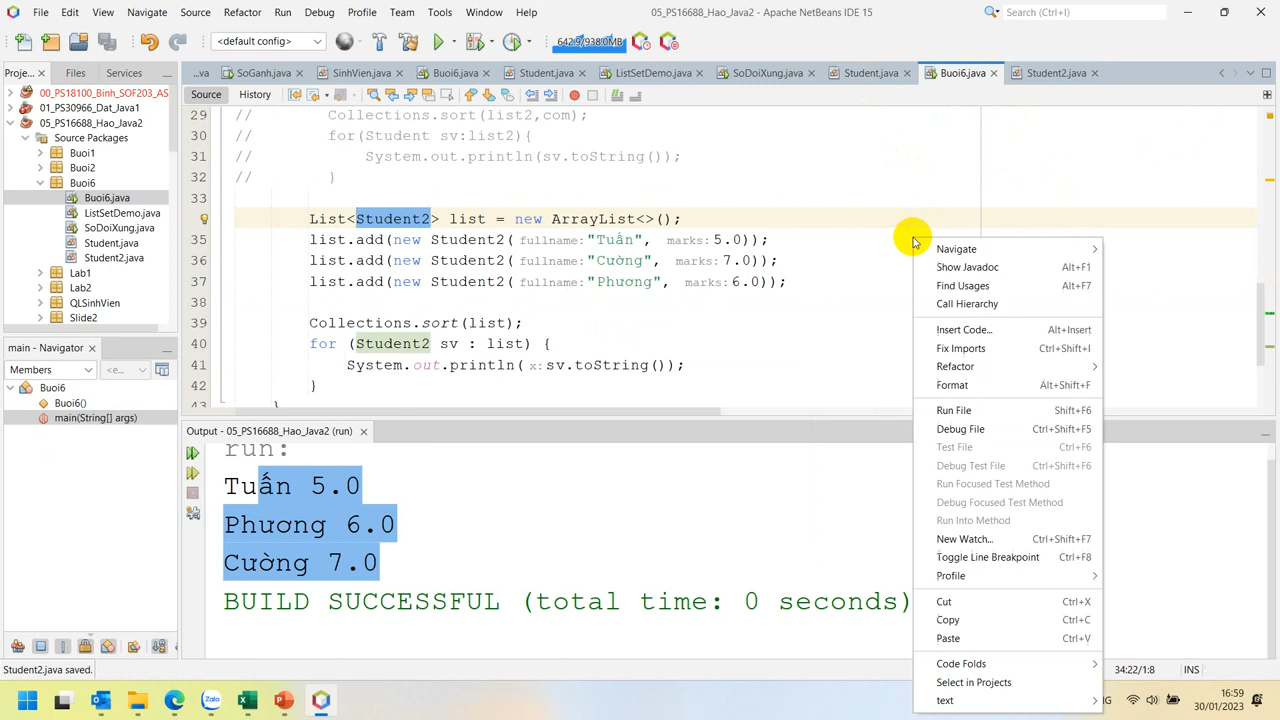 File Edit View Navigate Source Refactor Run Debug Profile Team Tools Window Help 05_PS16688_Hao_Java2 - Apache NetBeans IDE 15 Search (Ctrl+I)
<default config> 642.9/938.0MB
Proje... Files Services ...va SoGanh.java SinhVien.java Buoi6.java Student.java ListSetDemo.java SoDoiXung.java Student.java Buoi6.java Student2.java
Source History
00_PS18100_Binh_SOF203_AS
01_PS30966_Dat_Java1
05_PS16688_Hao_Java2
Source Packages
Buoi1
Buoi2
Buoi6
Buoi6.java
ListSetDemo.java
SoDoiXung.java
Student.java
Student2.java
Lab1
Lab2
QLSinhVien
Slide2
main - Navigator
Members <e...
Buoi6
Buoi6()
main(String[] args)
29 // Collections.sort(list2,com);
30 // for(Student sv:list2){
31 // System.out.println(sv.toString());
32 // }
33
List<Student2> list = new ArrayList<>();
35 list.add(new Student2(fullname:"Tuấn", marks:5.0));
36 list.add(new Student2(fullname:"Cường", marks:7.0));
37 list.add(new Student2(fullname:"Phương", marks:6.0));
38
39 Collections.sort(list);
40 for (Student2 sv : list) {
41 System.out.println(x:sv.toString());
42 }
43 }
Output - 05_PS16688_Hao_Java2 (run)
run:
Tuấn 5.0
Phương 6.0
Cường 7.0
BUILD SUCCESSFUL (total time: 0 seconds)
Navigate
Show Javadoc Alt+F1
Find Usages Alt+F7
Call Hierarchy
Insert Code... Alt+Insert
Fix Imports Ctrl+Shift+I
Refactor
Format Alt+Shift+F
Run File Shift+F6
Debug File Ctrl+Shift+F5
Test File Ctrl+F6
Debug Test File Ctrl+Shift+F6
Run Focused Test Method
Debug Focused Test Method
Run Into Method
New Watch... Ctrl+Shift+F7
Toggle Line Breakpoint Ctrl+F8
Profile
Cut Ctrl+X
Copy Ctrl+C
Paste Ctrl+V
Code Folds
Select in Projects
text
Student2.java saved. 34:22/1:8 INS
Zalo 16:59
30/01/2023